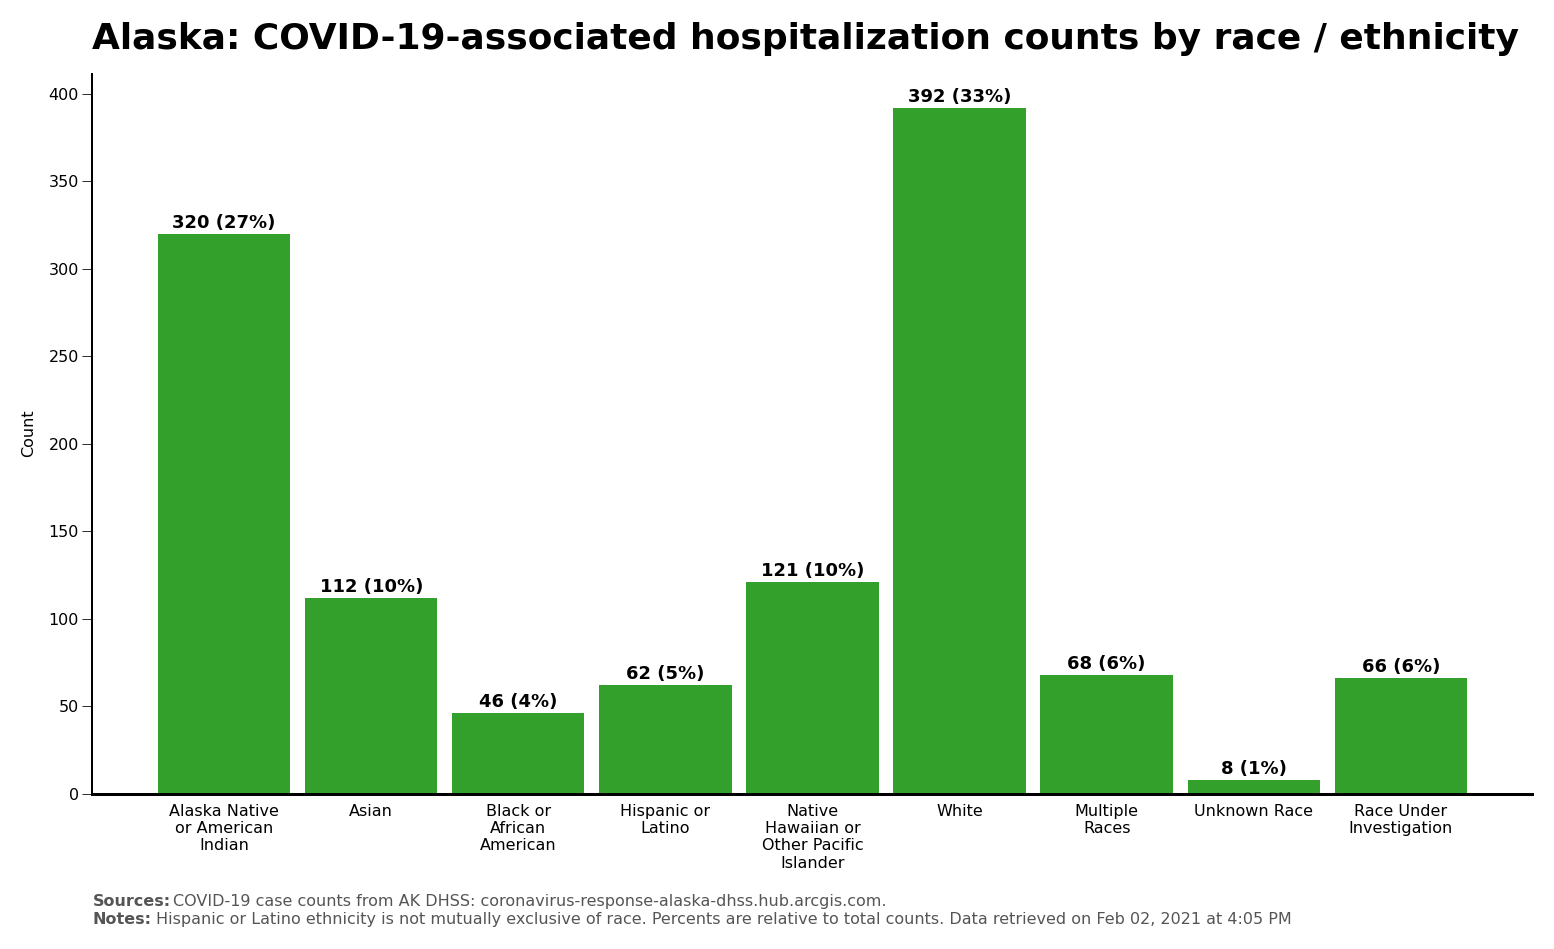 Alaska: COVID-19-associated hospitalization counts by race / ethnicity
400
350
300
250
200
150
100
50
0
Count
320 (27%)
112 (10%)
46 (4%)
62 (5%)
121 (10%)
392 (33%)
68 (6%)
8 (1%)
66 (6%)
Alaska Native
or American
Indian
Asian
Black or
African
American
Hispanic or
Latino
Native
Hawaiian or
Other Pacific
Islander
White
Multiple
Races
Unknown Race
Race Under
Investigation
Sources: COVID-19 case counts from AK DHSS: coronavirus-response-alaska-dhss.hub.arcgis.com.
Notes: Hispanic or Latino ethnicity is not mutually exclusive of race. Percents are relative to total counts. Data retrieved on Feb 02, 2021 at 4:05 PM